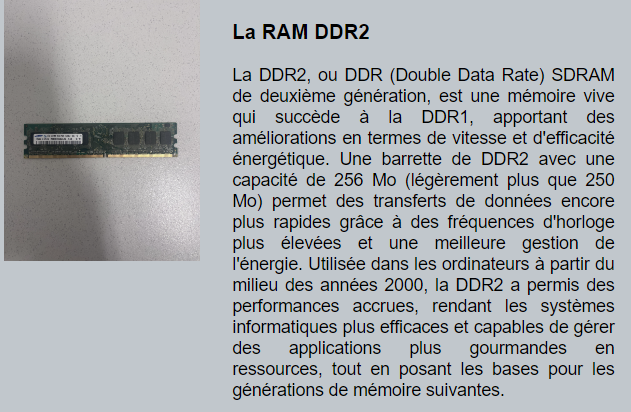 La RAM DDR2
La DDR2, ou DDR (Double Data Rate) SDRAM
de deuxième génération, est une mémoire vive
qui succède à la DDR1, apportant des
améliorations en termes de vitesse et d'efficacité
énergétique. Une barrette de DDR2 avec une
capacité de 256 Mo (légèrement plus que 250
Mo) permet des transferts de données encore
plus rapides grâce à des fréquences d'horloge
plus élevées et une meilleure gestion de
l'énergie. Utilisée dans les ordinateurs à partir du
milieu des années 2000, la DDR2 a permis des
performances accrues, rendant les systèmes
informatiques plus efficaces et capables de gérer
des applications plus gourmandes en
ressources, tout en posant les bases pour les
générations de mémoire suivantes.